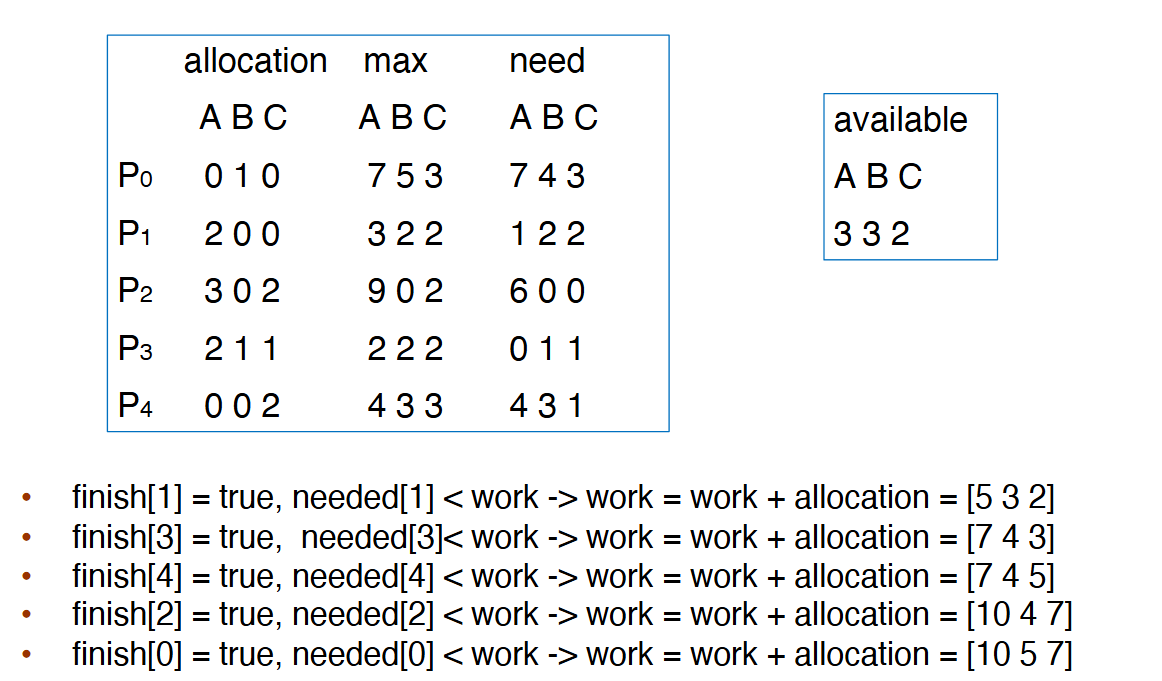 allocation max need
A B C A B C A B C
P0 0 1 0 7 5 3 7 4 3
P1 2 0 0 3 2 2 1 2 2
P2 3 0 2 9 0 2 6 0 0
P3 2 1 1 2 2 2 0 1 1
P4 0 0 2 4 3 3 4 3 1
available
A B C
3 3 2
• finish[1] = true, needed[1] < work -> work = work + allocation = [5 3 2]
• finish[3] = true, needed[3]< work -> work = work + allocation = [7 4 3]
• finish[4] = true, needed[4] < work -> work = work + allocation = [7 4 5]
• finish[2] = true, needed[2] < work -> work = work + allocation = [10 4 7]
• finish[0] = true, needed[0] < work -> work = work + allocation = [10 5 7]